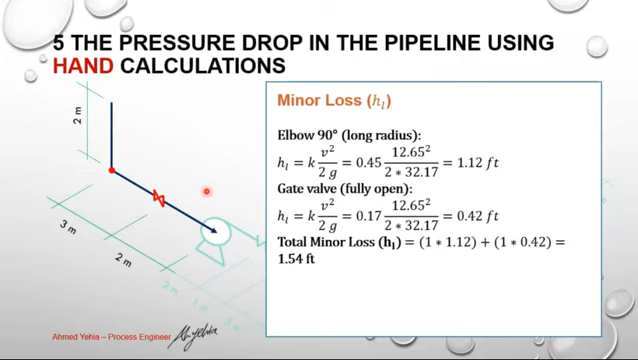 5 THE PRESSURE DROP IN THE PIPELINE USING
HAND CALCULATIONS
2 m
3 m
2 m
2 m
1 m
Minor Loss (hₗ)
Elbow 90° (long radius):
hₗ = k v²/2 g = 0.45 12.65²/2 * 32.17 = 1.12 ft
Gate valve (fully open):
hₗ = k v²/2 g = 0.17 12.65²/2 * 32.17 = 0.42 ft
Total Minor Loss (hₗ) = (1 * 1.12) + (1 * 0.42) =
1.54 ft
Ahmed Yehia – Process Engineer